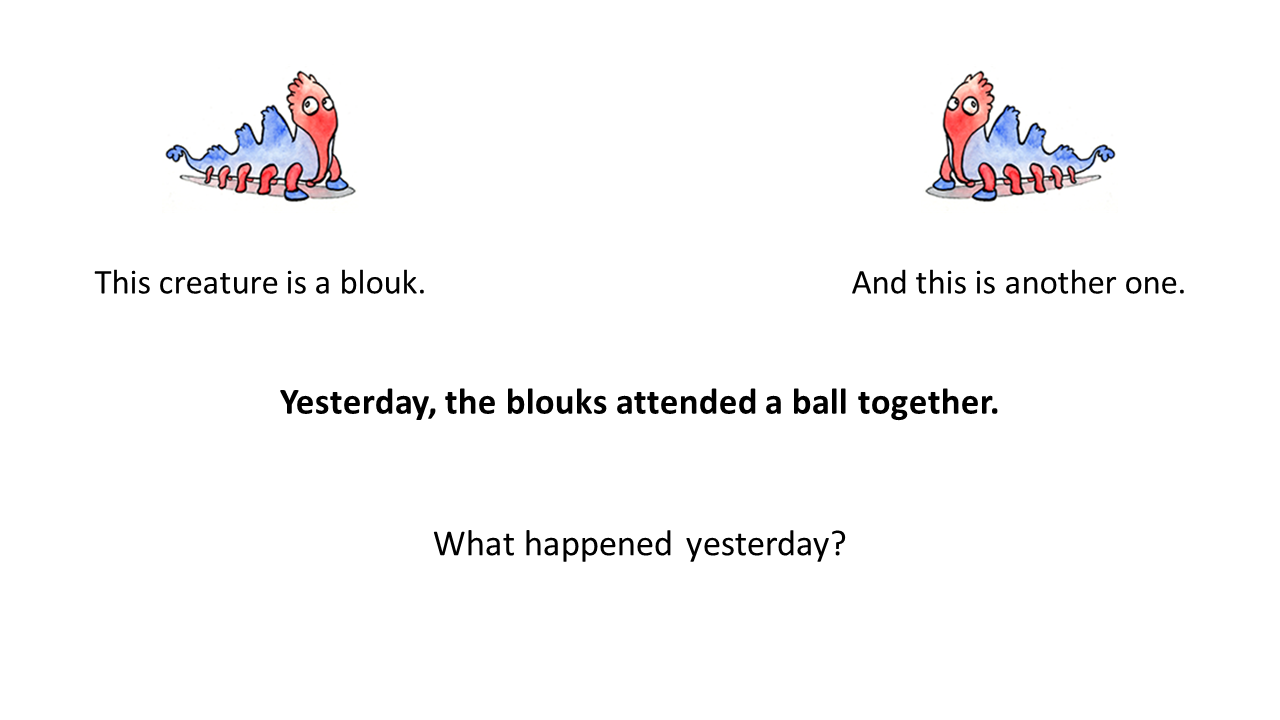 This creature is a blouk.
And this is another one.
Yesterday, the blouks attended a ball together.
What happened yesterday?